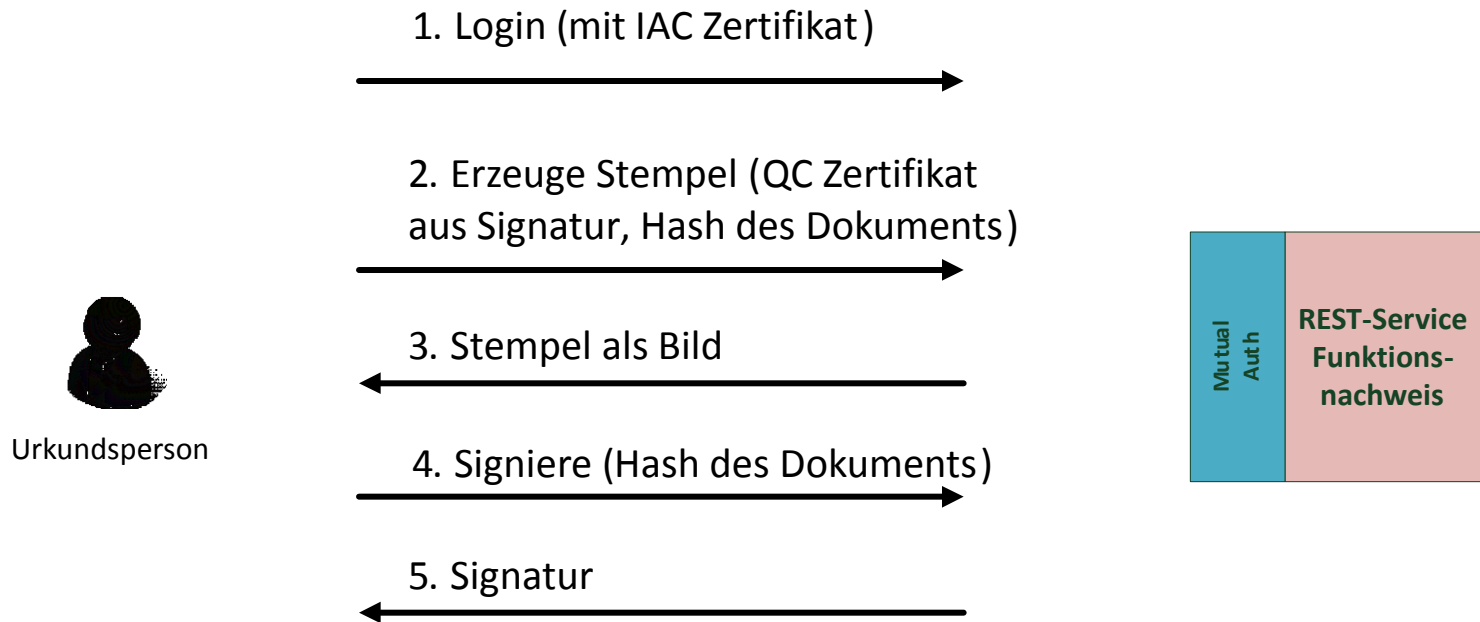 1. Login (mit IAC Zertifikat)
2. Erzeuge Stempel (QC Zertifikat
aus Signatur, Hash des Dokuments)
3. Stempel als Bild
4. Signiere (Hash des Dokuments)
5. Signatur
Urkundsperson
Mutual
Auth
REST-Service
Funktions-
nachweis